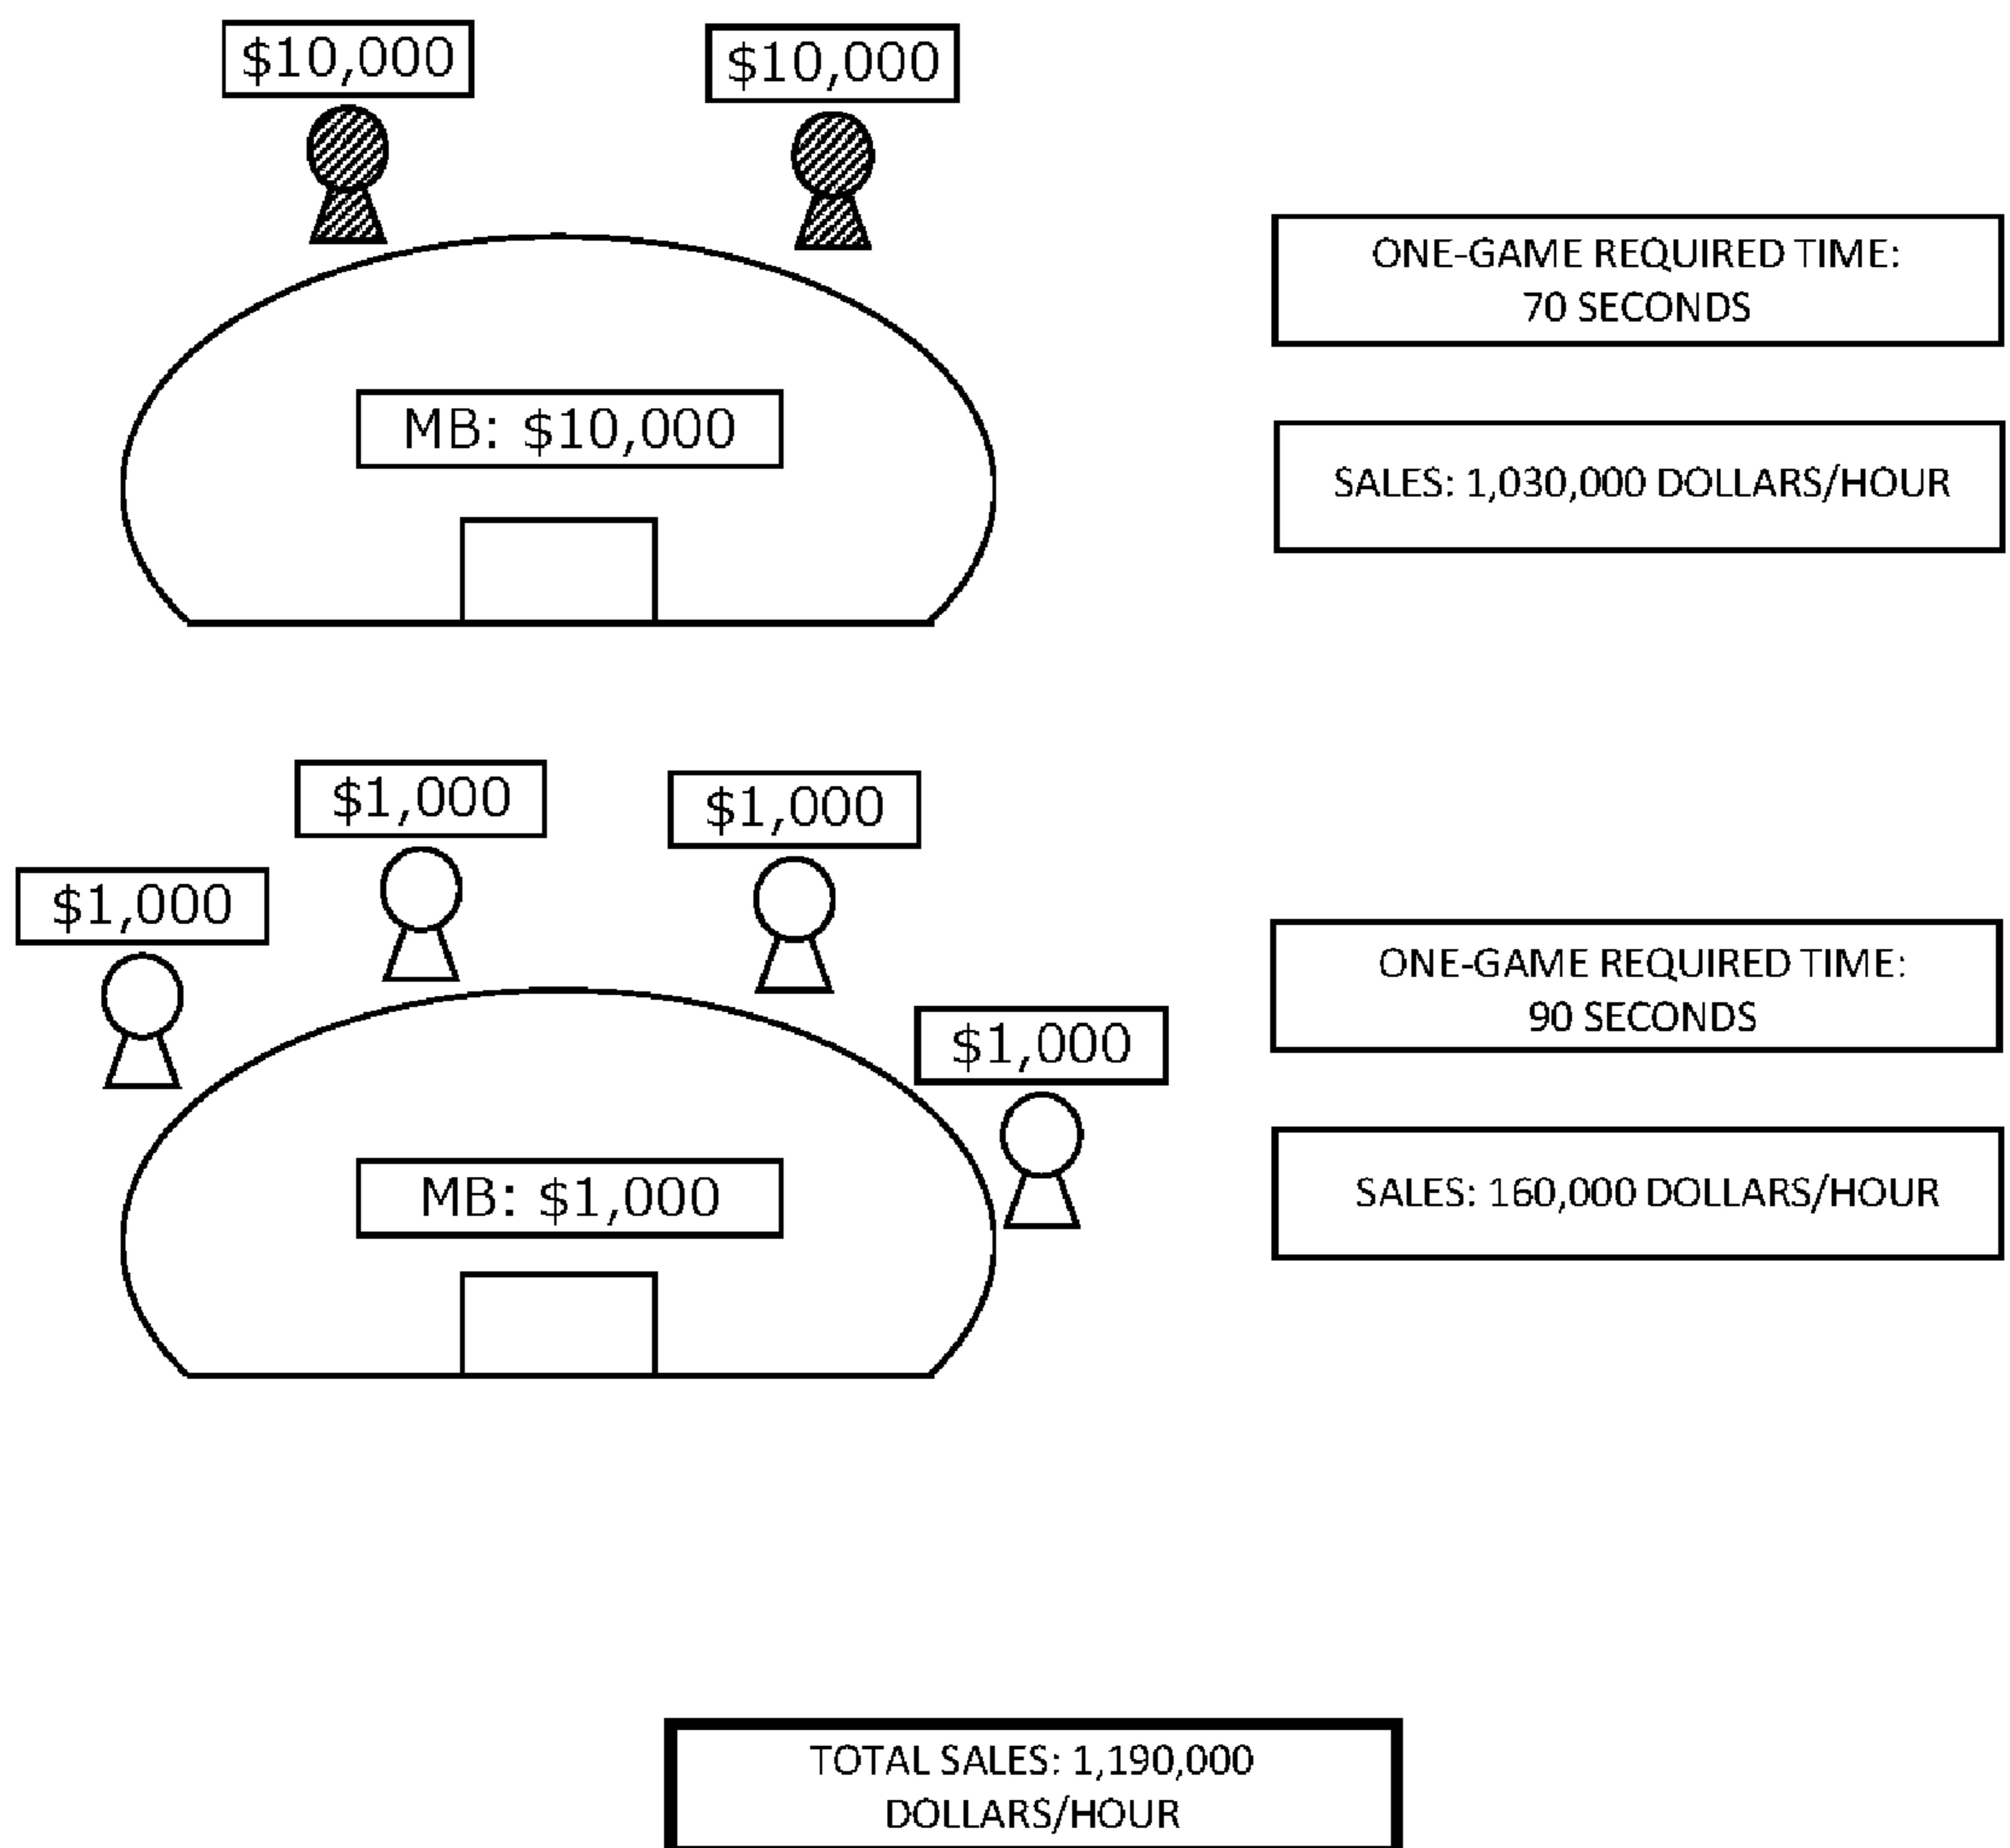 $10,000
$10,000
ONE-GAME REQUIRED TIME:
70 SECONDS
MB: $10,000
SALES: 1,030,000 DOLLARS/HOUR
$1,000
$1,000
$1,000
$1,000
ONE-GAME REQUIRED TIME:
90 SECONDS
MB: $1,000
SALES: 160,000 DOLLARS/HOUR
TOTAL SALES: 1,190,000
DOLLARS/HOUR